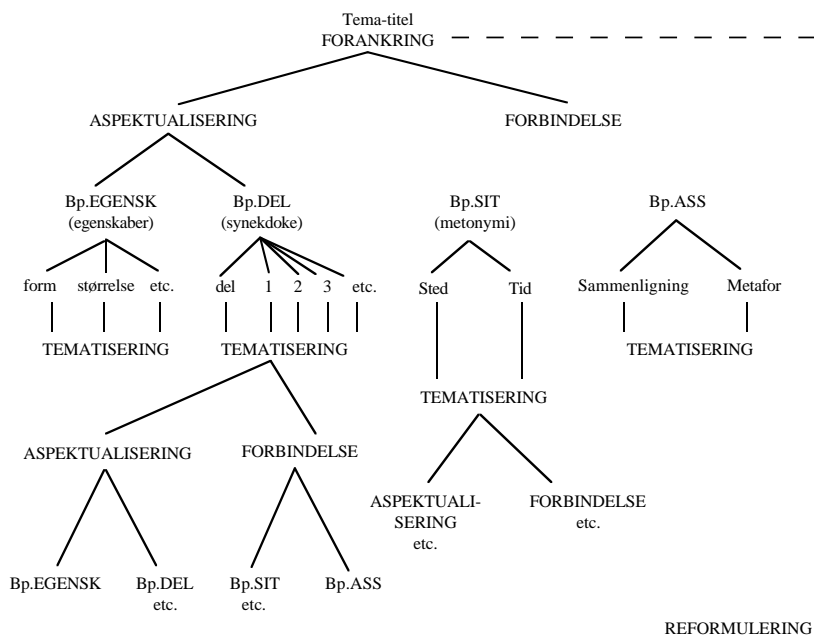 Tema-titel
FORANKRING
ASPEKTUALISERING
FORBINDELSE
Bp.EGENSK
(egenskaber)
Bp.DEL
(synekdoke)
Bp.SIT
(metonymi)
Bp.ASS
form størrelse etc.
del 1 2 3 etc.
Sted Tid
Sammenligning Metafor
TEMATISERING
TEMATISERING
TEMATISERING
TEMATISERING
ASPEKTUALISERING
FORBINDELSE
ASPEKTUALI-
SERING
etc.
FORBINDELSE
etc.
Bp.EGENSK
Bp.DEL
etc.
Bp.SIT
etc.
Bp.ASS
REFORMULERING